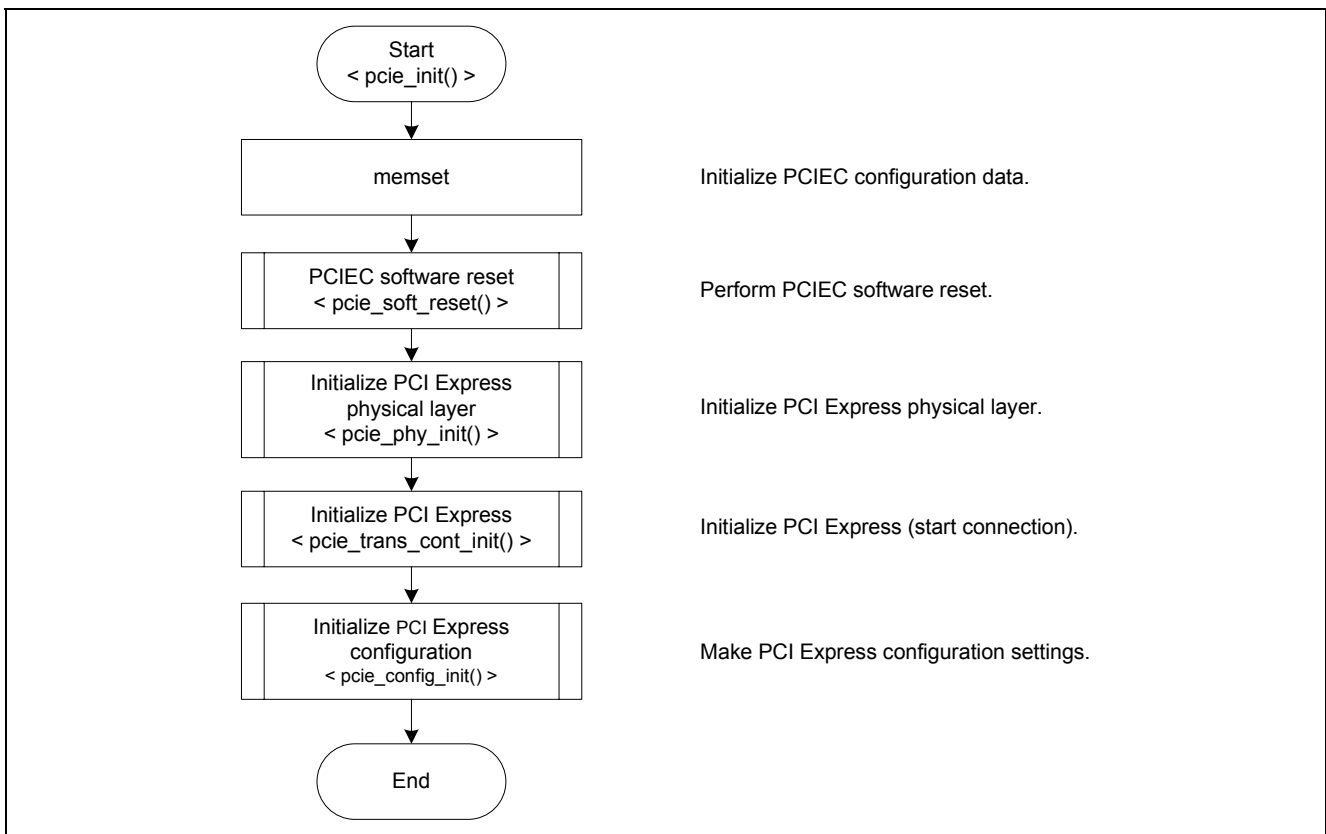 Start
< pcie_init() >
memset
Initialize PCIEC configuration data.
PCIEC software reset
< pcie_soft_reset() >
Perform PCIEC software reset.
Initialize PCI Express
physical layer
< pcie_phy_init() >
Initialize PCI Express physical layer.
Initialize PCI Express
< pcie_trans_cont_init() >
Initialize PCI Express (start connection).
Initialize PCI Express
configuration
< pcie_config_init() >
Make PCI Express configuration settings.
End